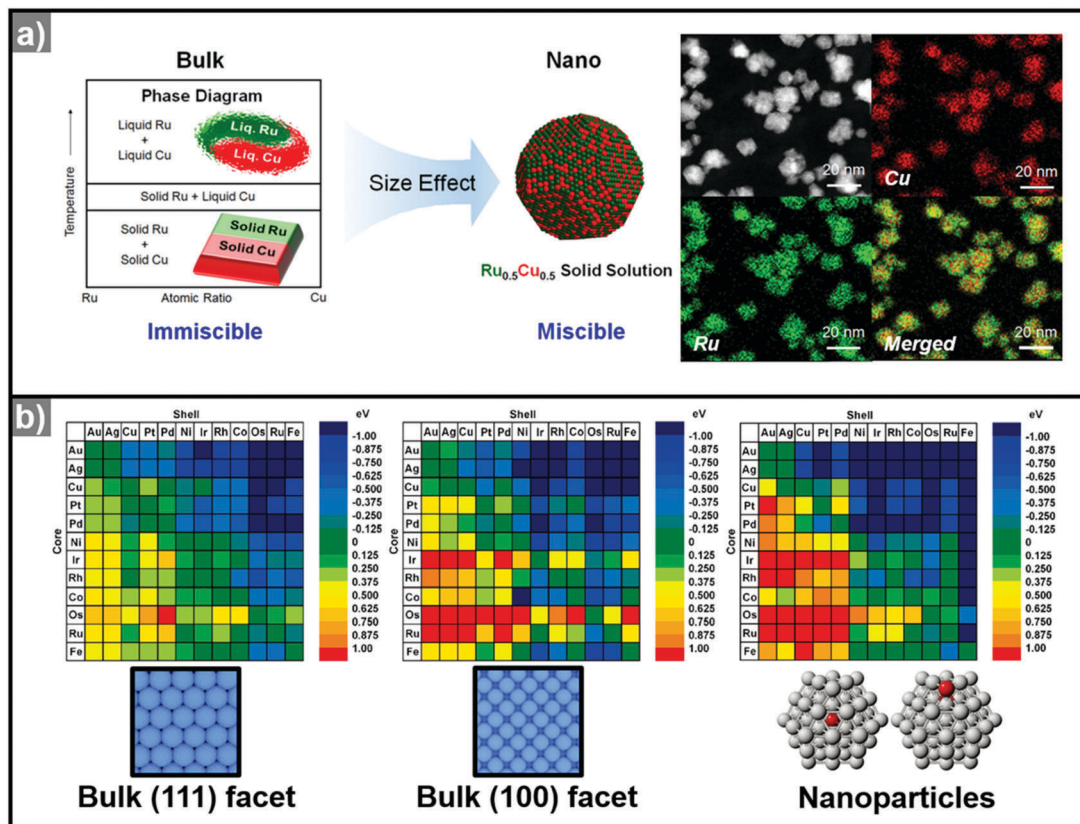 a)
Bulk
Phase Diagram
Liquid Ru
+
Liquid Cu
Liq. Ru
Liq. Cu
Solid Ru + Liquid Cu
Solid Ru
+
Solid Cu
Solid Ru
Solid Cu
Temperature
Ru Atomic Ratio Cu
Immiscible
Size Effect
Nano
Ru0.5Cu0.5 Solid Solution
Miscible
20 nm
Cu
20 nm
Ru
20 nm
Merged
20 nm
b)
Shell
eV
Au Ag Cu Pt Pd Ni Ir Rh Co Os Ru Fe
Core
Au
Ag
Cu
Pt
Pd
Ni
Ir
Rh
Co
Os
Ru
Fe
-1.00
-0.875
-0.750
-0.625
-0.500
-0.375
-0.250
-0.125
0
0.125
0.250
0.375
0.500
0.625
0.750
0.875
1.00
Bulk (111) facet
Shell
eV
Au Ag Cu Pt Pd Ni Ir Rh Co Os Ru Fe
Core
Au
Ag
Cu
Pt
Pd
Ni
Ir
Rh
Co
Os
Ru
Fe
-1.00
-0.875
-0.750
-0.625
-0.500
-0.375
-0.250
-0.125
0
0.125
0.250
0.375
0.500
0.625
0.750
0.875
1.00
Bulk (100) facet
Shell
eV
Au Ag Cu Pt Pd Ni Ir Rh Co Os Ru Fe
Core
Au
Ag
Cu
Pt
Pd
Ni
Ir
Rh
Co
Os
Ru
Fe
-1.00
-0.875
-0.750
-0.625
-0.500
-0.375
-0.250
-0.125
0
0.125
0.250
0.375
0.500
0.625
0.750
0.875
1.00
Nanoparticles